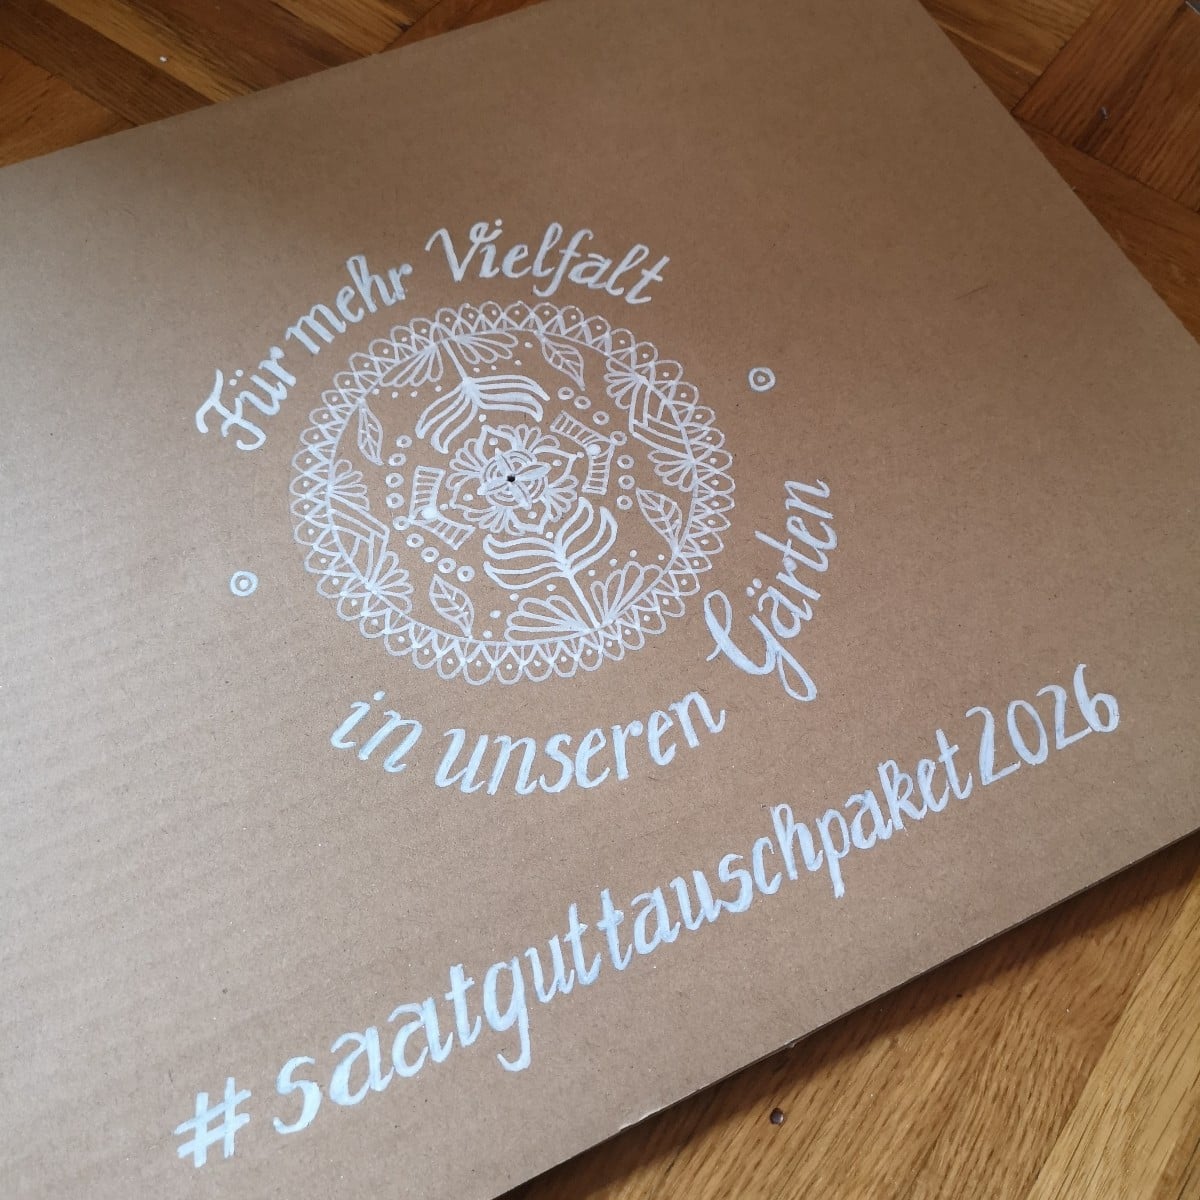 Für mehr Vielfalt
in unseren Gärten
#saatguttauschpaket2026